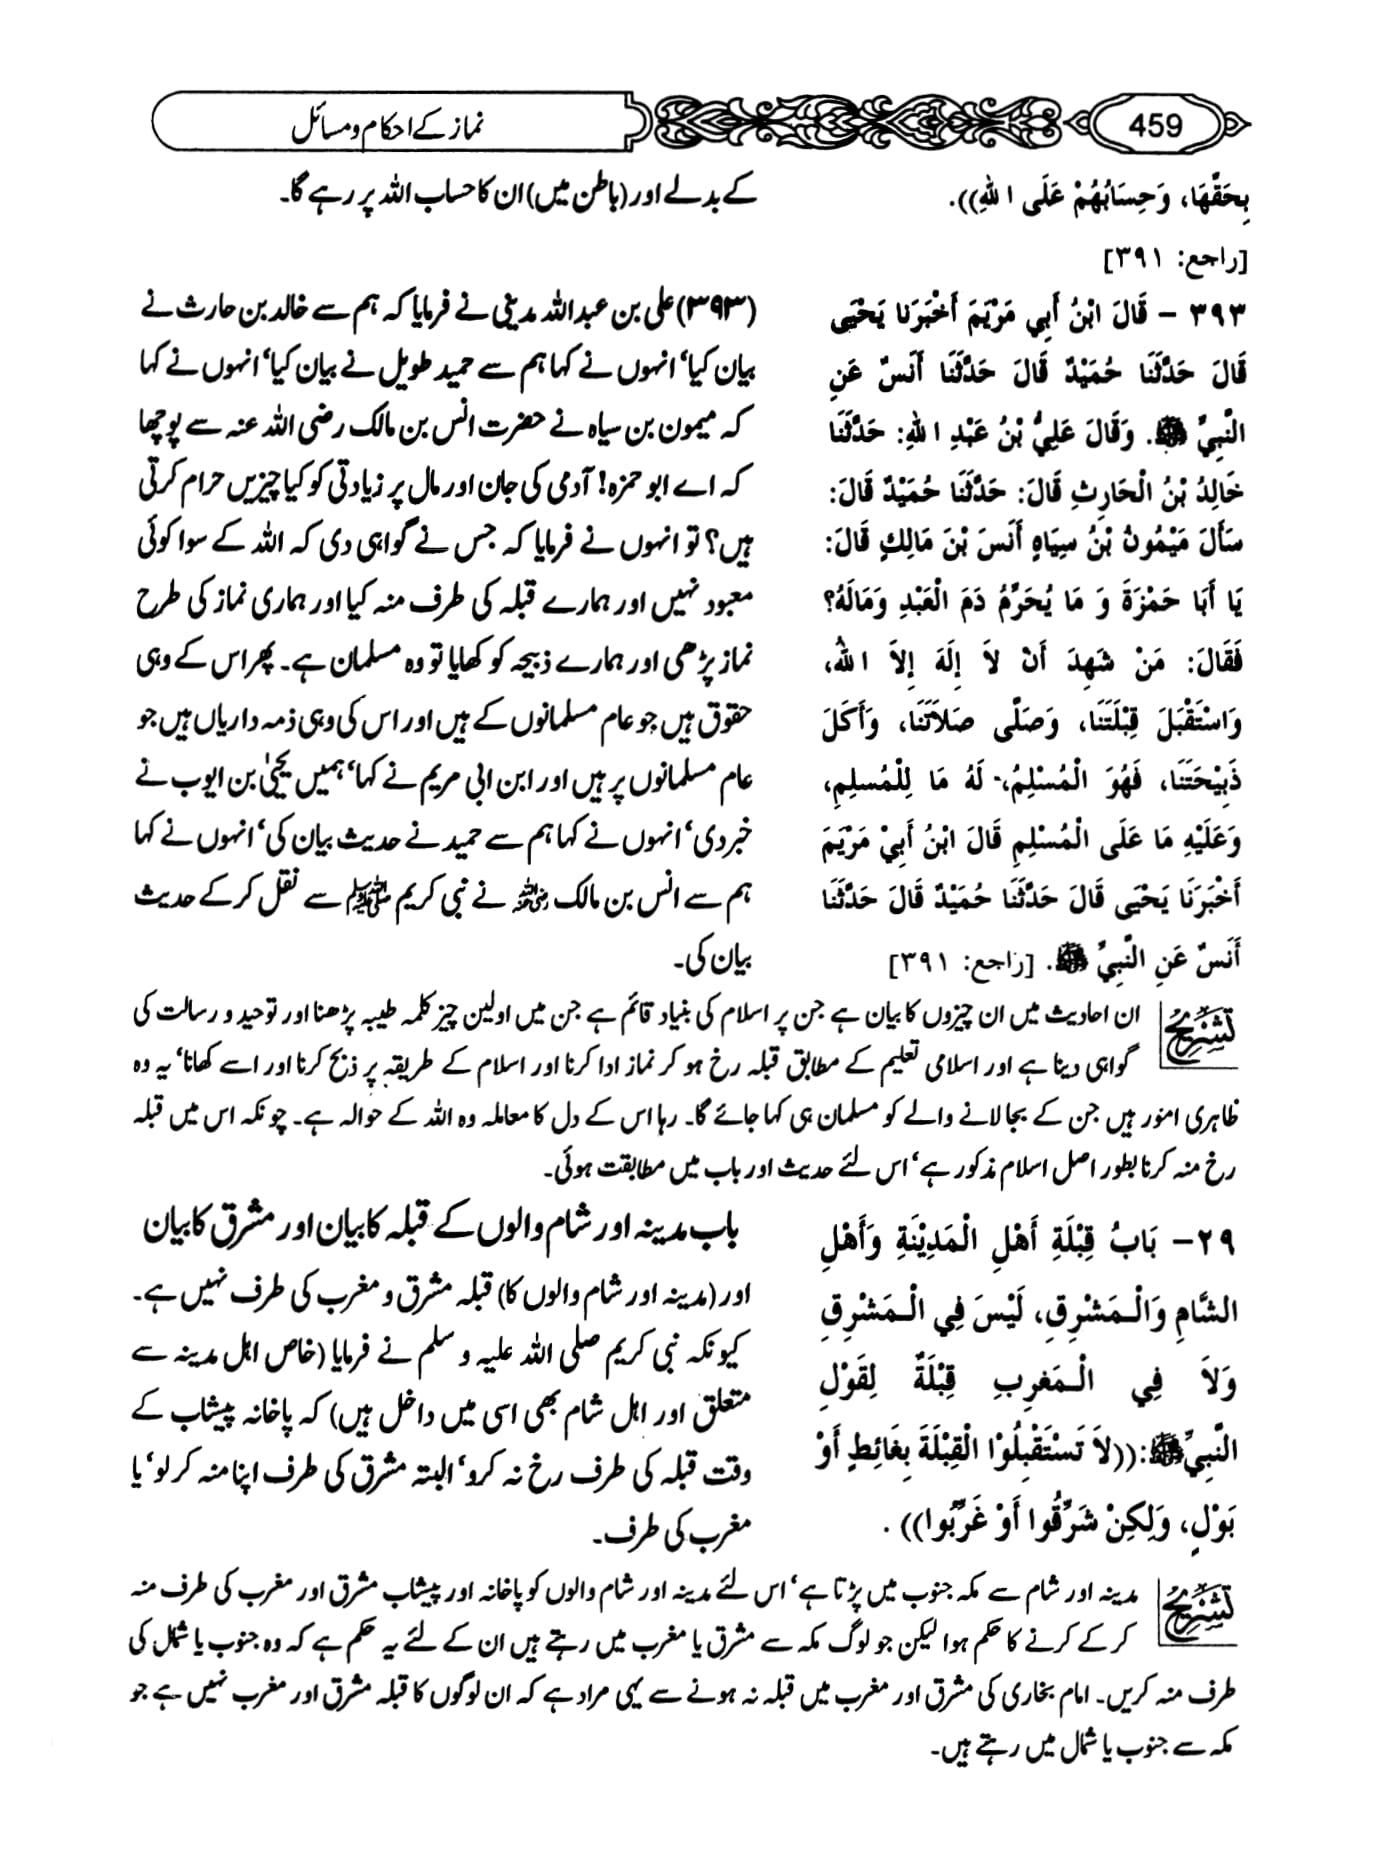 459
نماز کے احکام و مسائل
بِحَقِّهَا، وَحِسَابُهُمْ عَلَى اللهِ)).
[راجع: ٣٩١]
٣٩٣ – قَالَ ابْنُ أَبِي مَرْيَمَ أَخْبَرَنا يَحْيَى
قَالَ حَدَّثَنَا حُمَيْدٌ قَالَ حَدَّثَنَا أَنَسٌ عَنِ
النَّبِيِّ ﷺ. وَقَالَ عَلِيُّ بْنُ عَبْدِ اللهِ: حَدَّثَنَا
خَالِدُ بْنُ الْحَارِثِ قَالَ: حَدَّثَنَا حُمَيْدٌ قَالَ:
سَأَلَ مَيْمُونُ بْنُ سِيَاهٍ أَنَسَ بْنَ مَالِكٍ قَالَ:
يَا أَبَا حَمْزَةَ وَ مَا يُحَرِّمُ دَمَ الْعَبْدِ وَمَالَهُ؟
فَقَالَ: مَنْ شَهِدَ أَنْ لاَ إِلَهَ إِلاَّ اللهُ،
وَاسْتَقْبَلَ قِبْلَتَنَا، وَصَلَّى صَلاَتَنَا، وَأَكَلَ
ذَبِيْحَتَنَا، فَهُوَ الْمُسْلِمُ، لَهُ مَا لِلْمُسلِمِ،
وَعَلَيْهِ مَا عَلَى الْمُسْلِمِ قَالَ ابْنُ أَبِيْ مَرْيَمَ
أَخْبَرَنَا يَحْيَى قَالَ حَدَّثَنَا حُمَيْدٌ قَالَ حَدَّثَنَا
أَنَسٌ عَنِ النَّبِيِّ ﷺ. [راجع: ٣٩١]
کے بدلے اور (باطن میں) ان کا حساب اللہ پر رہے گا۔
(۳۹۳) علی بن عبداللہ مدینی نے فرمایا کہ ہم سے خالد بن حارث نے
بیان کیا‘ انہوں نے کہا ہم سے حمید طویل نے بیان کیا‘ انہوں نے کہا
کہ میمون بن سیاہ نے حضرت انس بن مالک رضی اللہ عنہ سے پوچھا
کہ اے ابو حمزہ! آدمی کی جان اور مال پر زیادتی کو کیا چیزیں حرام کرتی
ہیں؟ تو انہوں نے فرمایا کہ جس نے گواہی دی کہ اللہ کے سوا کوئی
معبود نہیں اور ہمارے قبلہ کی طرف منہ کیا اور ہماری نماز کی طرح
نماز پڑھی اور ہمارے ذبیحہ کو کھایا تو وہ مسلمان ہے۔ پھر اس کے وہی
حقوق ہیں جو عام مسلمانوں کے ہیں اور اس کی وہی ذمہ داریاں ہیں جو
عام مسلمانوں پر ہیں اور ابن ابی مریم نے کہا‘ ہمیں یحییٰ بن ایوب نے
خبر دی‘ انہوں نے کہا ہم سے حمید نے حدیث بیان کی‘ انہوں نے کہا
ہم سے انس بن مالک رضی اللہ عنہ نے نبی کریم ﷺ سے نقل کر کے حدیث
بیان کی۔
تشریح ان احادیث میں ان چیزوں کا بیان ہے جن پر اسلام کی بنیاد قائم ہے جن میں اولین چیز کلمہ طیبہ پڑھنا اور توحید و رسالت کی
گواہی دینا ہے اور اسلامی تعلیم کے مطابق قبلہ رخ ہو کر نماز ادا کرنا اور اسلام کے طریقہ پر ذبح کرنا اور اسے کھانا‘ یہ وہ
ظاہری امور ہیں جن کے بجا لانے والے کو مسلمان ہی کہا جائے گا۔ رہا اس کے دل کا معاملہ وہ اللہ کے حوالہ ہے۔ چونکہ اس میں قبلہ
رخ منہ کرنا بطور اصل اسلام مذکور ہے‘ اس لئے حدیث اور باب میں مطابقت ہوئی۔
٢٩– بَابُ قِبْلَةِ أَهْلِ الْمَدِيْنَةِ وَأَهْلِ
الشَّامِ وَالْمَشْرِقِ، لَيْسَ فِي الْمَشْرِقِ
وَلاَ فِي الْمَغرِبِ قِبْلَةٌ لِقَوْلِ
النَّبِيِّ ﷺ:((لاَ تَسْتَقْبِلُوْا الْقِبْلَةَ بِغَائِطٍ أَوْ
بَوْلٍ، وَلَكِنْ شَرِّقُوا أَوْ غَرِّبُوا)) .
باب مدینہ اور شام والوں کے قبلہ کا بیان اور مشرق کا بیان
اور (مدینہ اور شام والوں کا) قبلہ مشرق و مغرب کی طرف نہیں ہے۔
کیونکہ نبی کریم صلی اللہ علیہ و سلم نے فرمایا (خاص اہل مدینہ سے
متعلق اور اہل شام بھی اسی میں داخل ہیں) کہ پاخانہ پیشاب کے
وقت قبلہ کی طرف رخ نہ کرو‘ البتہ مشرق کی طرف اپنا منہ کر لو‘ یا
مغرب کی طرف۔
تشریح مدینہ اور شام سے مکہ جنوب میں پڑتا ہے‘ اس لئے مدینہ اور شام والوں کو پاخانہ اور پیشاب مشرق اور مغرب کی طرف منہ
کر کے کرنے کا حکم ہوا لیکن جو لوگ مکہ سے مشرق یا مغرب میں رہتے ہیں ان کے لئے یہ حکم ہے کہ وہ جنوب یا شمال کی
طرف منہ کریں۔ امام بخاری کی مشرق اور مغرب میں قبلہ نہ ہونے سے یہی مراد ہے کہ ان لوگوں کا قبلہ مشرق اور مغرب نہیں ہے جو
مکہ سے جنوب یا شمال میں رہتے ہیں۔